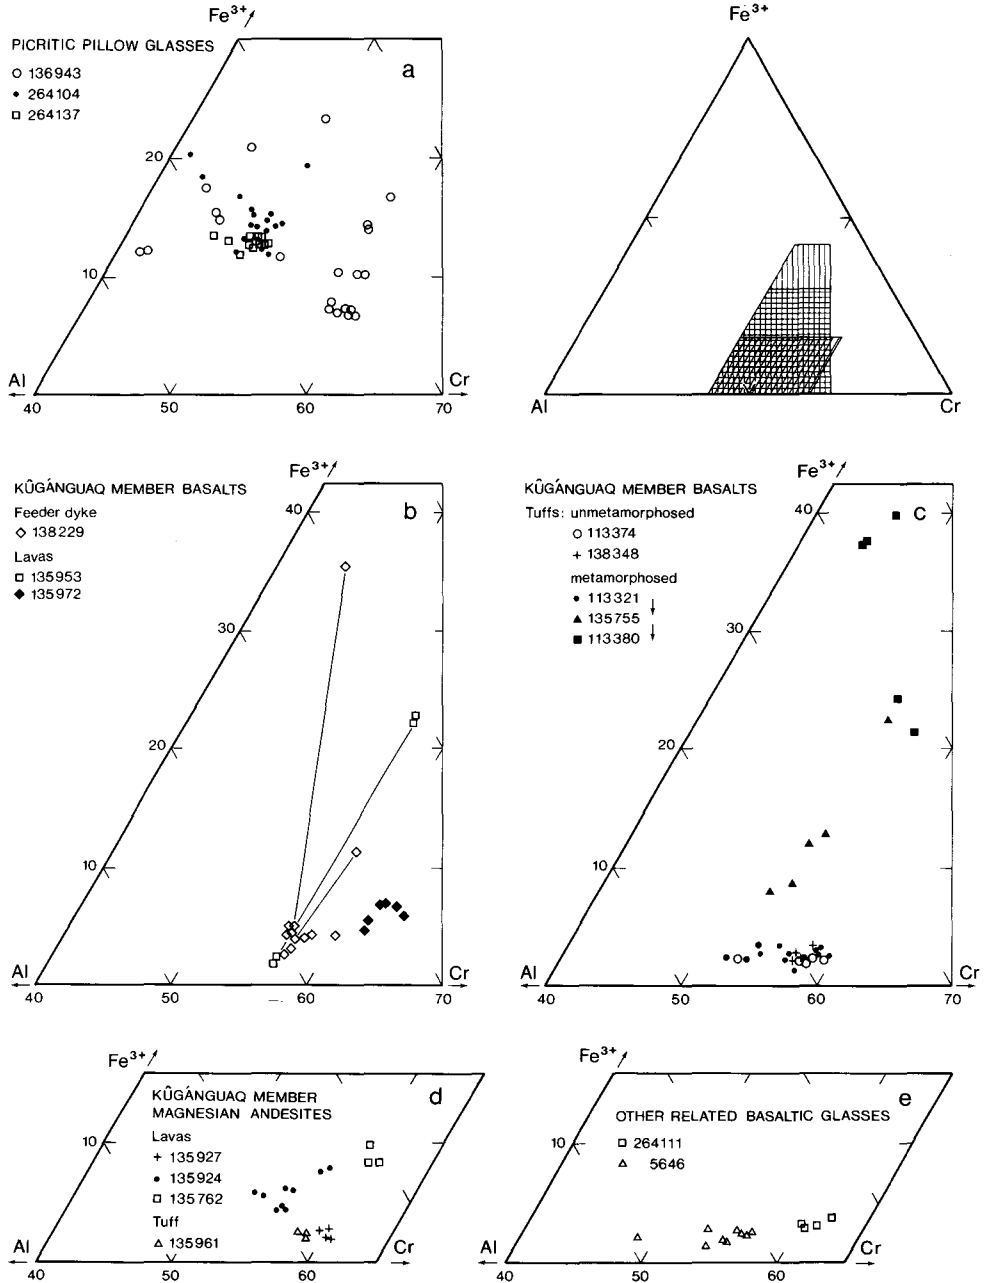 Fe³⁺
PICRITIC PILLOW GLASSES
136943
264104
264137
a
20
10
Al
Cr
40
50
60
70
Fe³⁺
Al
Cr
Fe³⁺
KÛGÁNGUAQ MEMBER BASALTS
Feeder dyke
138229
Lavas
135953
135972
b
40
30
20
10
Al
Cr
40
50
60
70
Fe³⁺
KÛGÁNGUAQ MEMBER BASALTS
Tuffs: unmetamorphosed
113374
138348
metamorphosed
113321
135755
113380
c
40
30
20
10
Al
Cr
40
50
60
70
Fe³⁺
KÛGÁNGUAQ MEMBER
MAGNESIAN ANDESITES
Lavas
135927
135924
135762
Tuff
135961
d
10
Al
Cr
40
50
60
Fe³⁺
OTHER RELATED BASALTIC GLASSES
264111
5646
e
10
Al
Cr
40
50
60